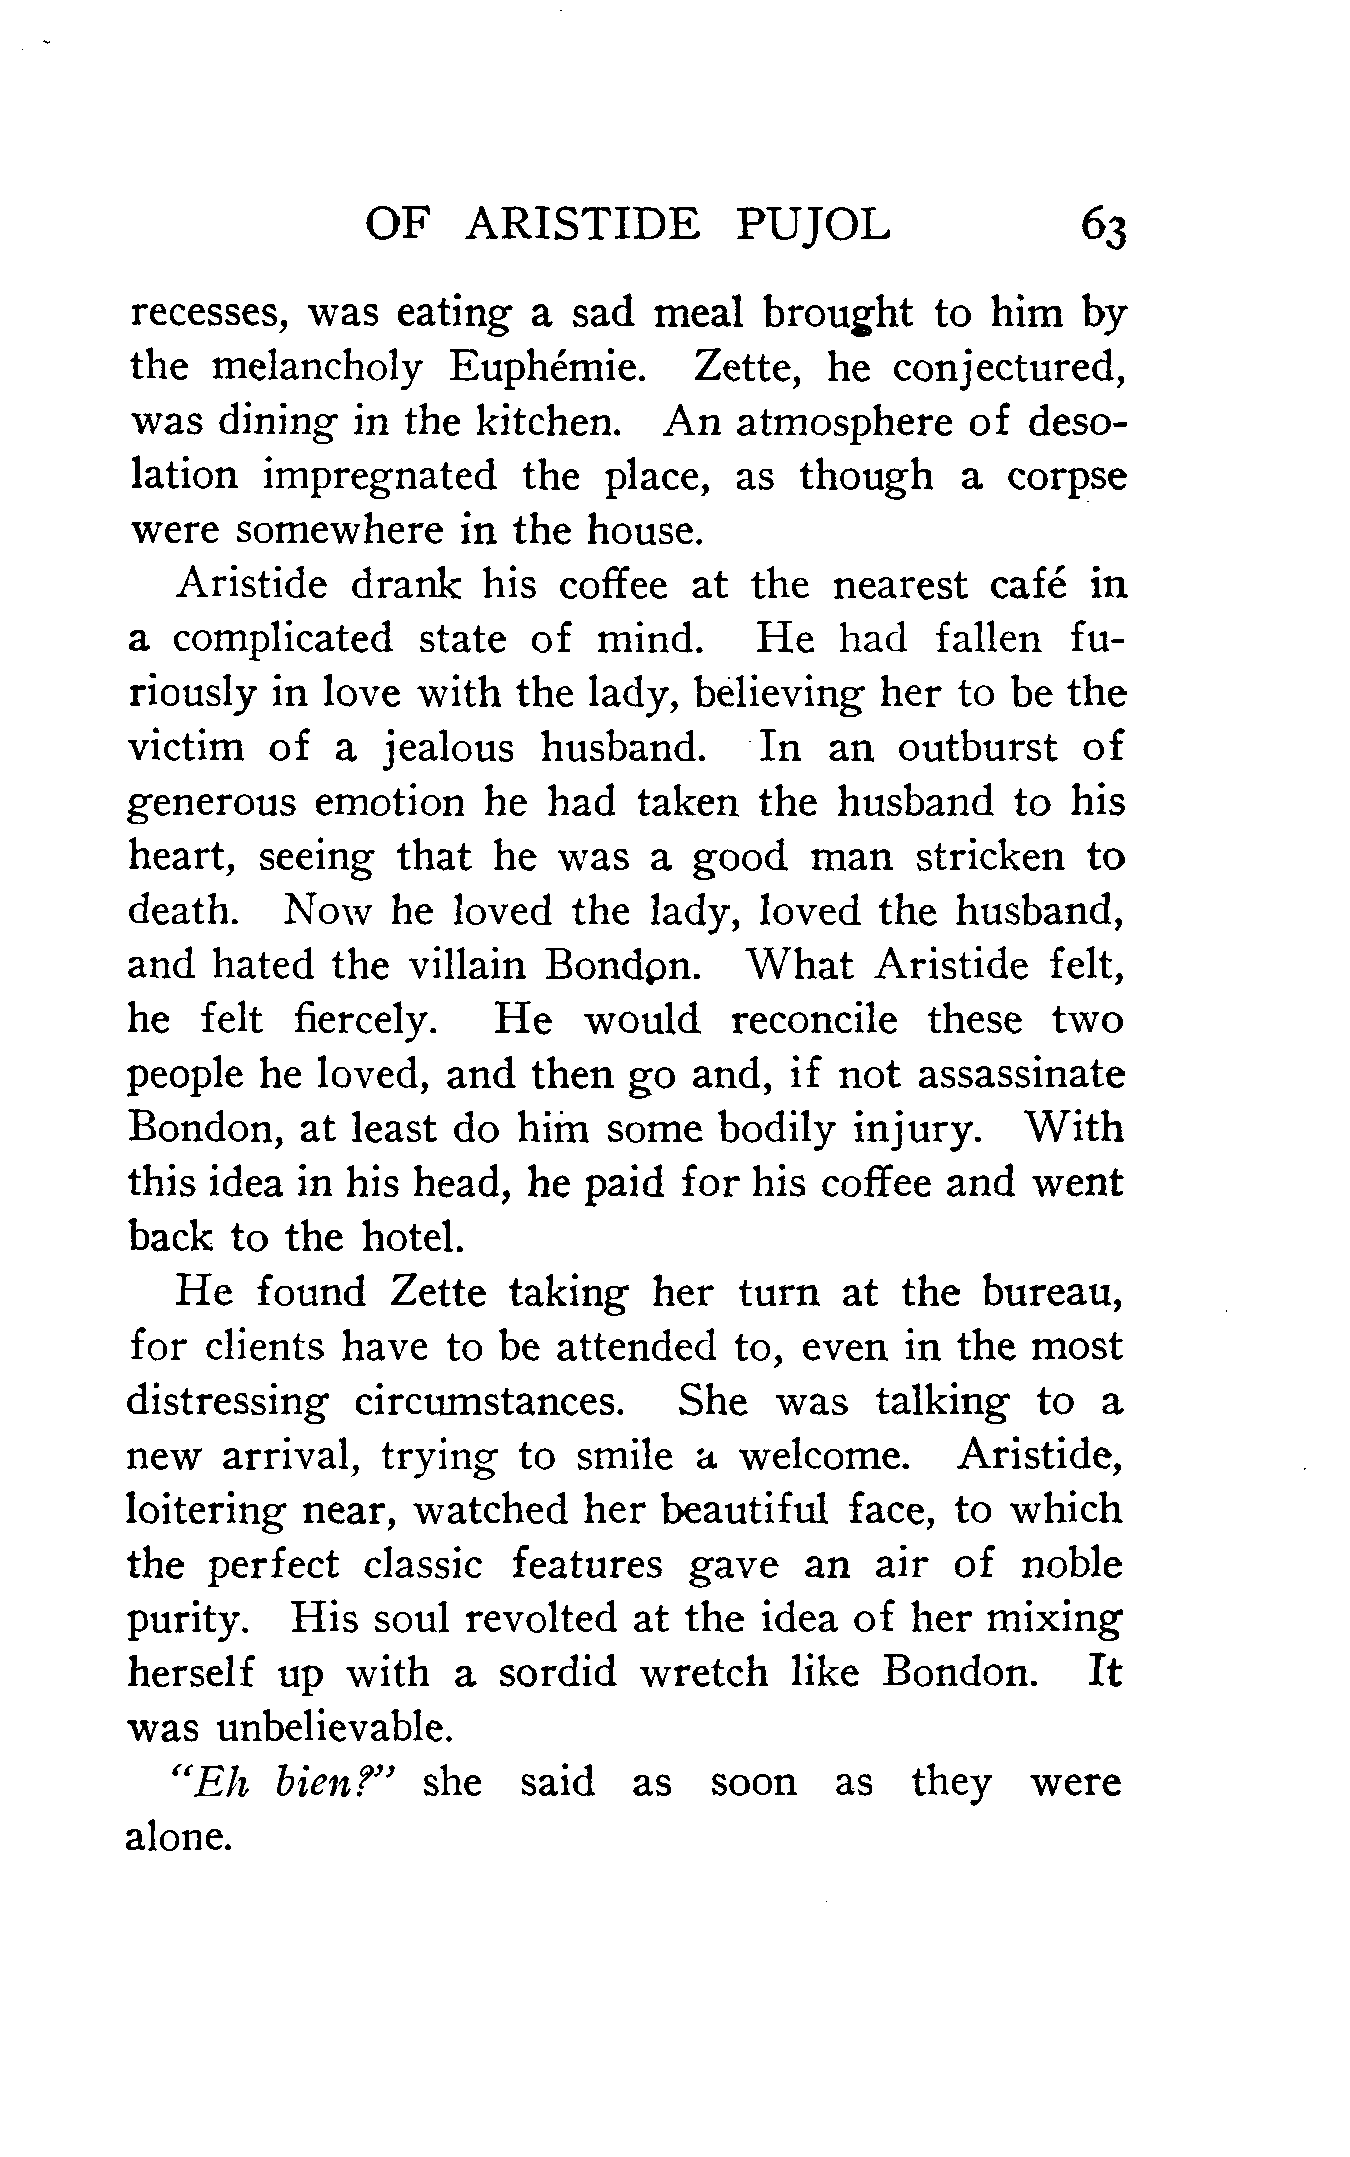 OF ARISTIDE PUJOL 63
recesses, was eating a sad meal brought to him by
the melancholy Euphémie. Zette, he conjectured,
was dining in the kitchen. An atmosphere of deso-
lation impregnated the place, as though a corpse
were somewhere in the house.
Aristide drank his coffee at the nearest café in
a complicated state of mind. He had fallen fu-
riously in love with the lady, believing her to be the
victim of a jealous husband. In an outburst of
generous emotion he had taken the husband to his
heart, seeing that he was a good man stricken to
death. Now he loved the lady, loved the husband,
and hated the villain Bondon. What Aristide felt,
he felt fiercely. He would reconcile these two
people he loved, and then go and, if not assassinate
Bondon, at least do him some bodily injury. With
this idea in his head, he paid for his coffee and went
back to the hotel.
He found Zette taking her turn at the bureau,
for clients have to be attended to, even in the most
distressing circumstances. She was talking to a
new arrival, trying to smile a welcome. Aristide,
loitering near, watched her beautiful face, to which
the perfect classic features gave an air of noble
purity. His soul revolted at the idea of her mixing
herself up with a sordid wretch like Bondon. It
was unbelievable.
"Eh bien?" she said as soon as they were
alone.